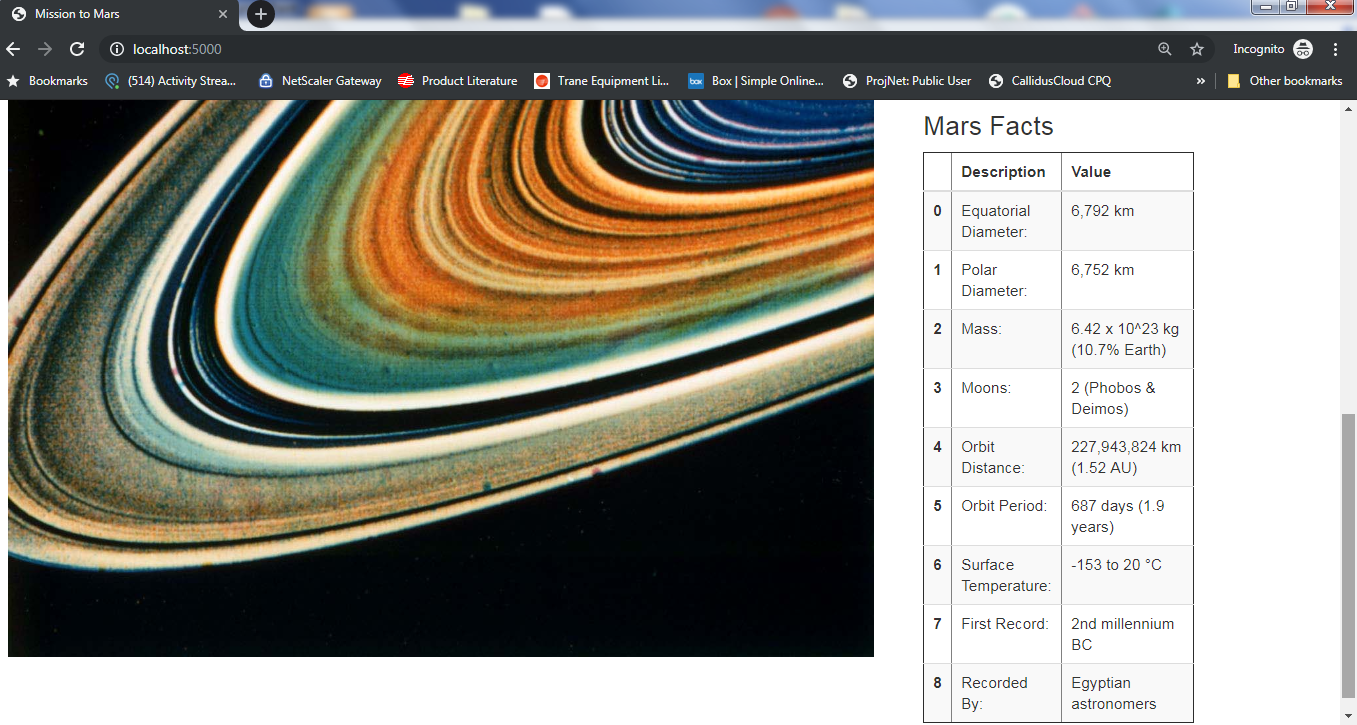 Mission to Mars
localhost:5000
Incognito
Bookmarks
(514) Activity Strea...
NetScaler Gateway
Product Literature
Trane Equipment Li...
box
Box | Simple Online...
ProjNet: Public User
CallidusCloud CPQ
»
Other bookmarks
Mars Facts
Description Value
0 Equatorial 6,792 km
Diameter:
1 Polar 6,752 km
Diameter:
2 Mass: 6.42 x 10^23 kg
(10.7% Earth)
3 Moons: 2 (Phobos &
Deimos)
4 Orbit 227,943,824 km
Distance: (1.52 AU)
5 Orbit Period: 687 days (1.9
years)
6 Surface -153 to 20 °C
Temperature:
7 First Record: 2nd millennium
BC
8 Recorded Egyptian
By: astronomers